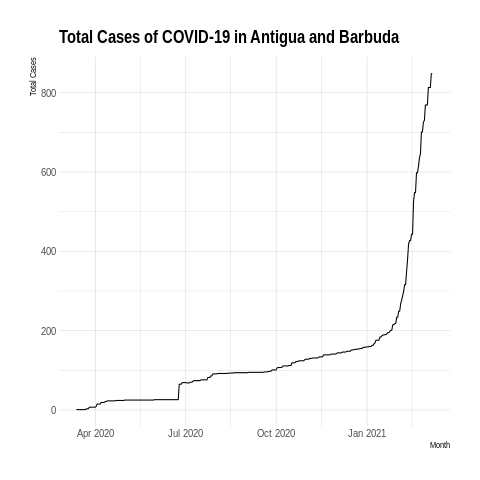 Total Cases of COVID-19 in Antigua and Barbuda
Total Cases
800
600
400
200
0
Apr 2020 Jul 2020 Oct 2020 Jan 2021
Month